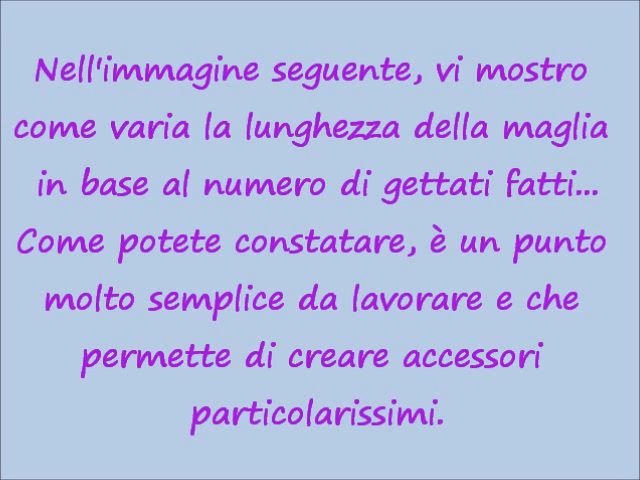 Nell'immagine seguente, vi mostro
come varia la lunghezza della maglia
in base al numero di gettati fatti...
Come potete constatare, è un punto
molto semplice da lavorare e che
permette di creare accessori
particolarissimi.